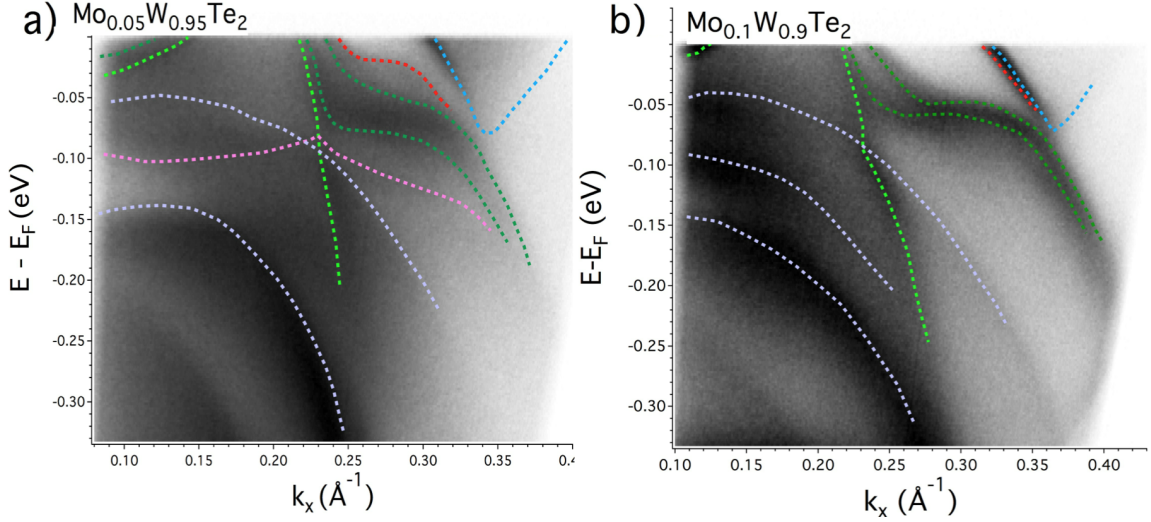 a) Mo0.05W0.95Te2
-0.05
-0.10
-0.15
-0.20
-0.25
-0.30
E - EF (eV)
0.10 0.15 0.20 0.25 0.30 0.35
kx (Å-1)
b) Mo0.1W0.9Te2
-0.05
-0.10
-0.15
-0.20
-0.25
-0.30
E-EF (eV)
0.10 0.15 0.20 0.25 0.30 0.35 0.40
kx (Å-1)